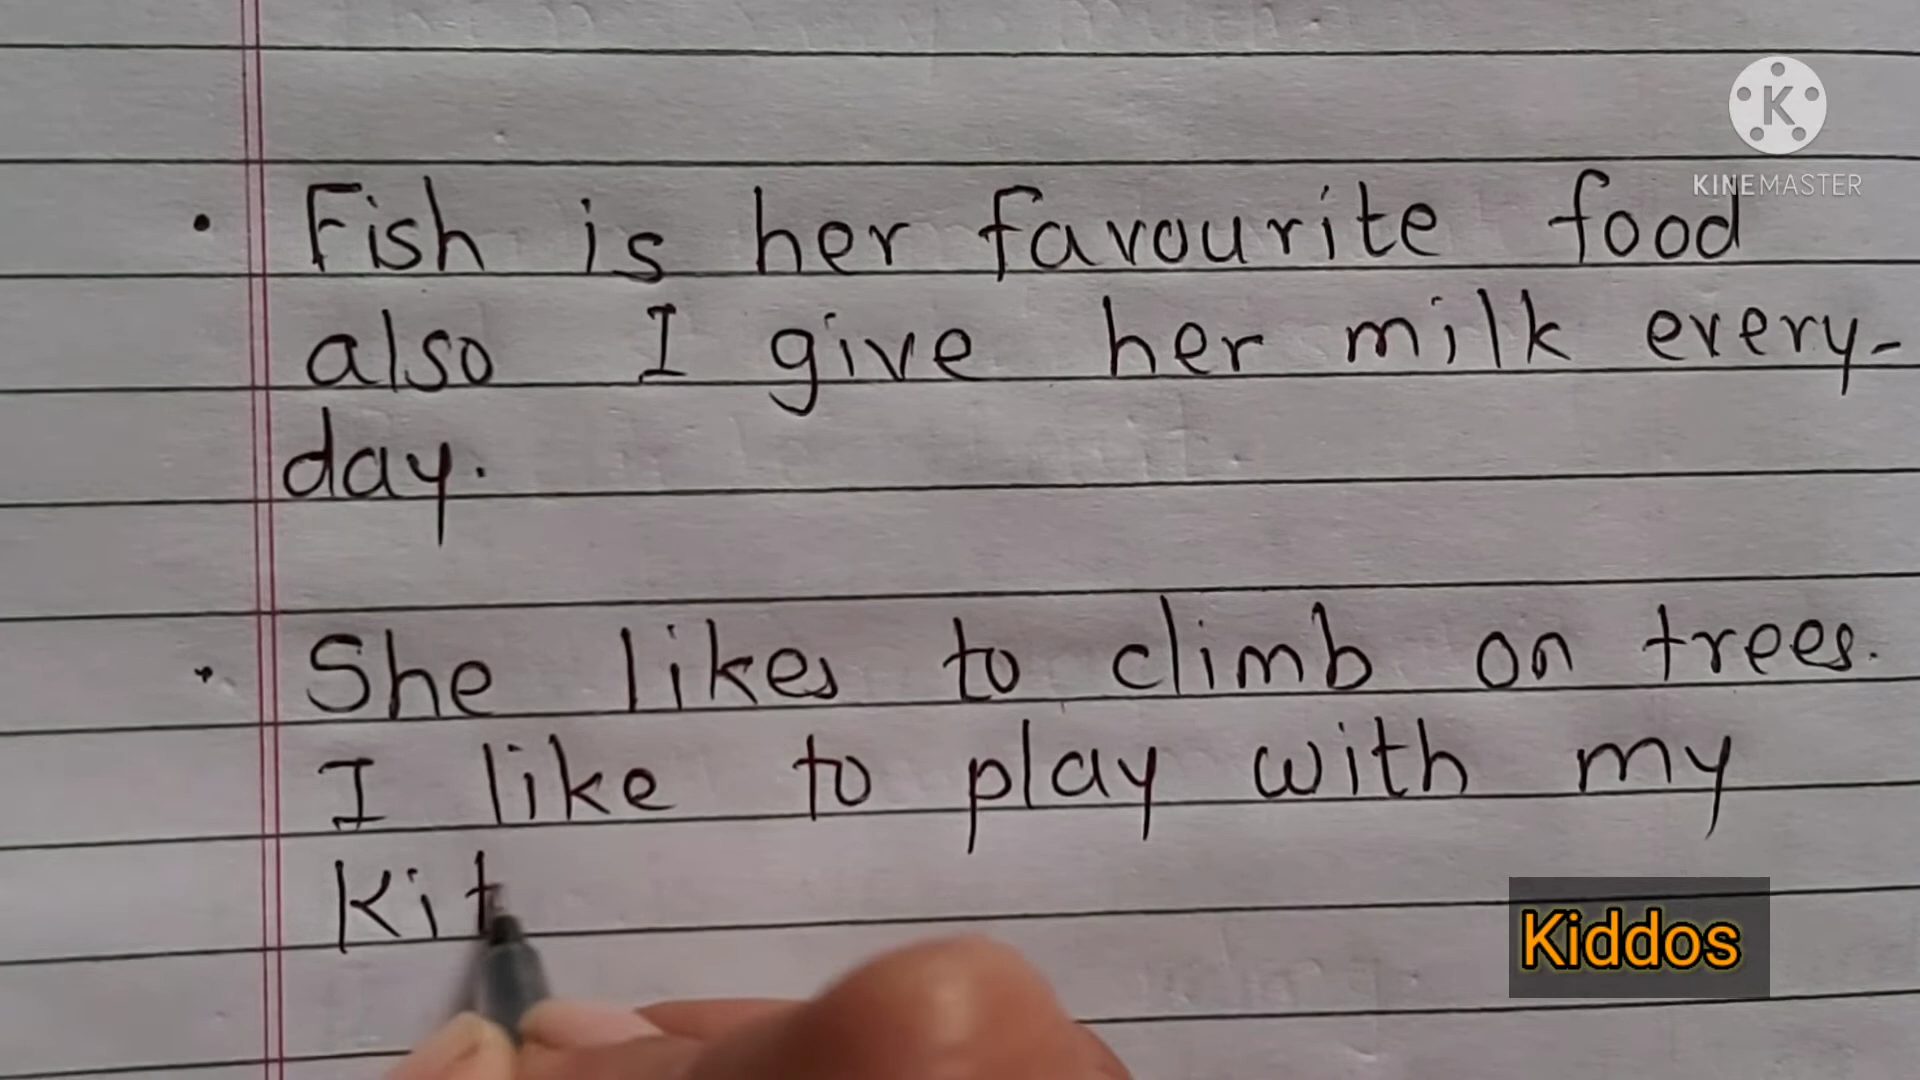 K
KINEMASTER
• Fish is her favourite food
also I give her milk every-
day.
• She likes to climb on trees.
I like to play with my
Kit
Kiddos